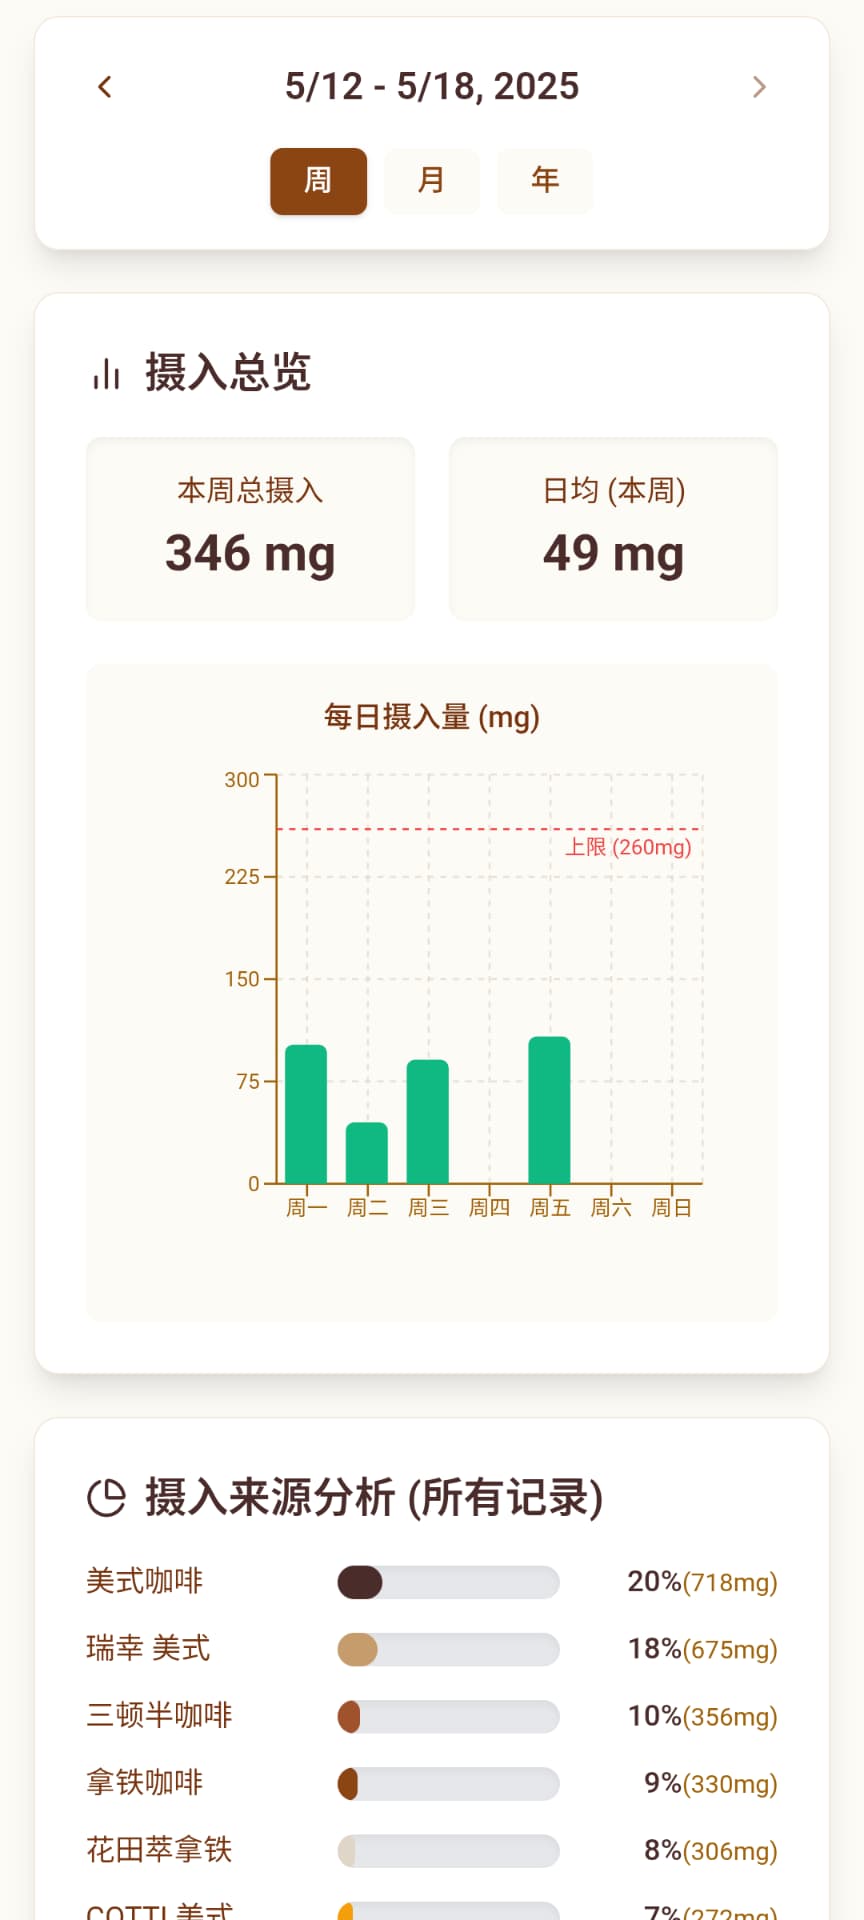 5/12 - 5/18, 2025
周 月 年
摄入总览
本周总摄入 日均 (本周)
346 mg 49 mg
每日摄入量 (mg)
300
上限 (260mg)
225
150
75
0
周一 周二 周三 周四 周五 周六 周日
摄入来源分析 (所有记录)
美式咖啡 20%(718mg)
瑞幸 美式 18%(675mg)
三顿半咖啡 10%(356mg)
拿铁咖啡 9%(330mg)
花田萃拿铁 8%(306mg)
COTTI 美式 7%(272mg)